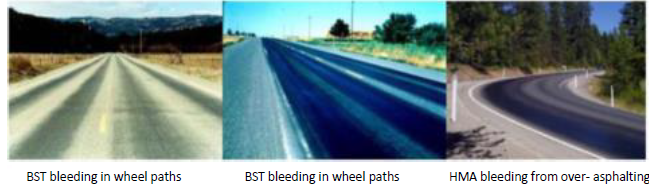 BST bleeding in wheel paths
BST bleeding in wheel paths
HMA bleeding from over- asphalting